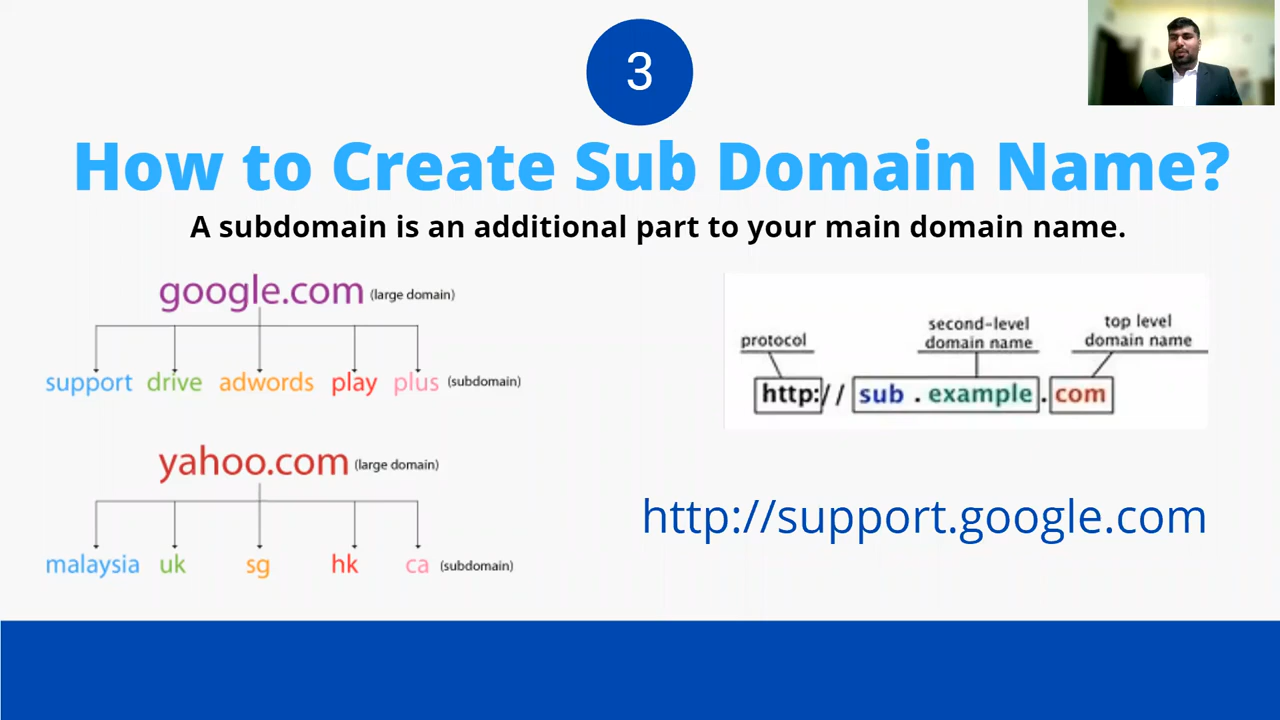 3
How to Create Sub Domain Name?
A subdomain is an additional part to your main domain name.
google.com (large domain)
support drive adwords play plus (subdomain)
yahoo.com (large domain)
malaysia uk sg hk ca (subdomain)
protocol
second-level
domain name
top level
domain name
http:// sub . example . com
http://support.google.com